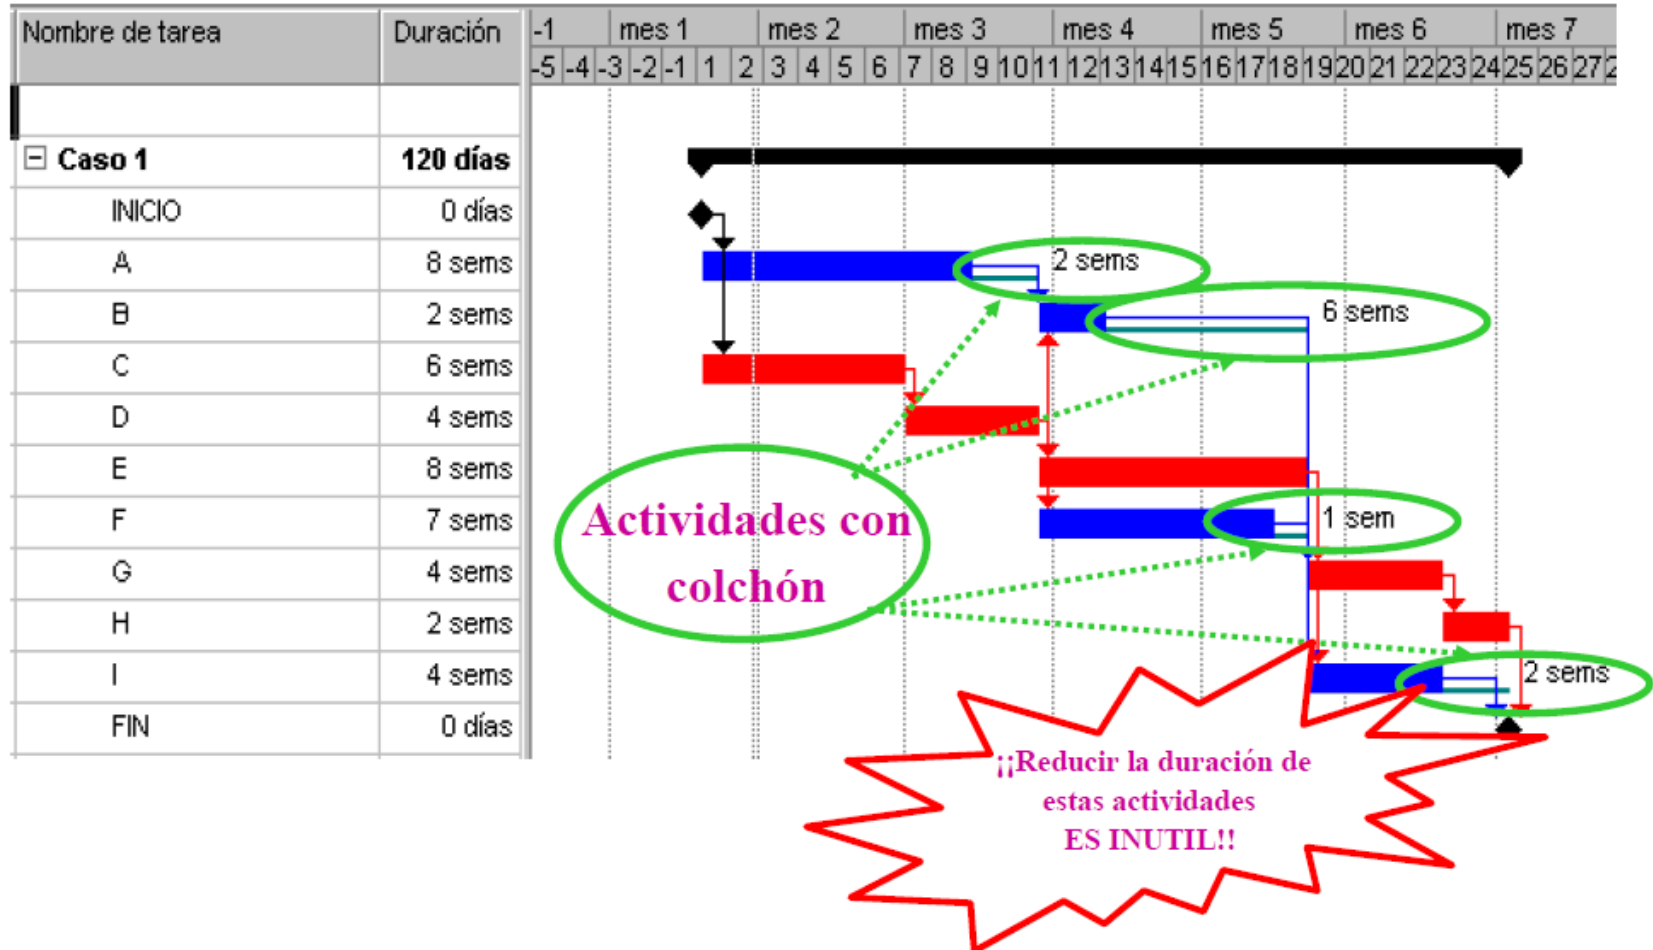 Nombre de tarea Duración -1 mes 1 mes 2 mes 3 mes 4 mes 5 mes 6 mes 7
-5 -4 -3 -2 -1 1 2 3 4 5 6 7 8 9 10 11 12 13 14 15 16 17 18 19 20 21 22 23 24 25 26 27 2
Caso 1 120 días
INICIO 0 días
A 8 sems 2 sems
B 2 sems 6 sems
C 6 sems
D 4 sems
E 8 sems
F 7 sems 1 sem
G 4 sems
H 2 sems
I 4 sems 2 sems
FIN 0 días
Actividades con
colchón
¡¡Reducir la duración de
estas actividades
ES INUTIL!!